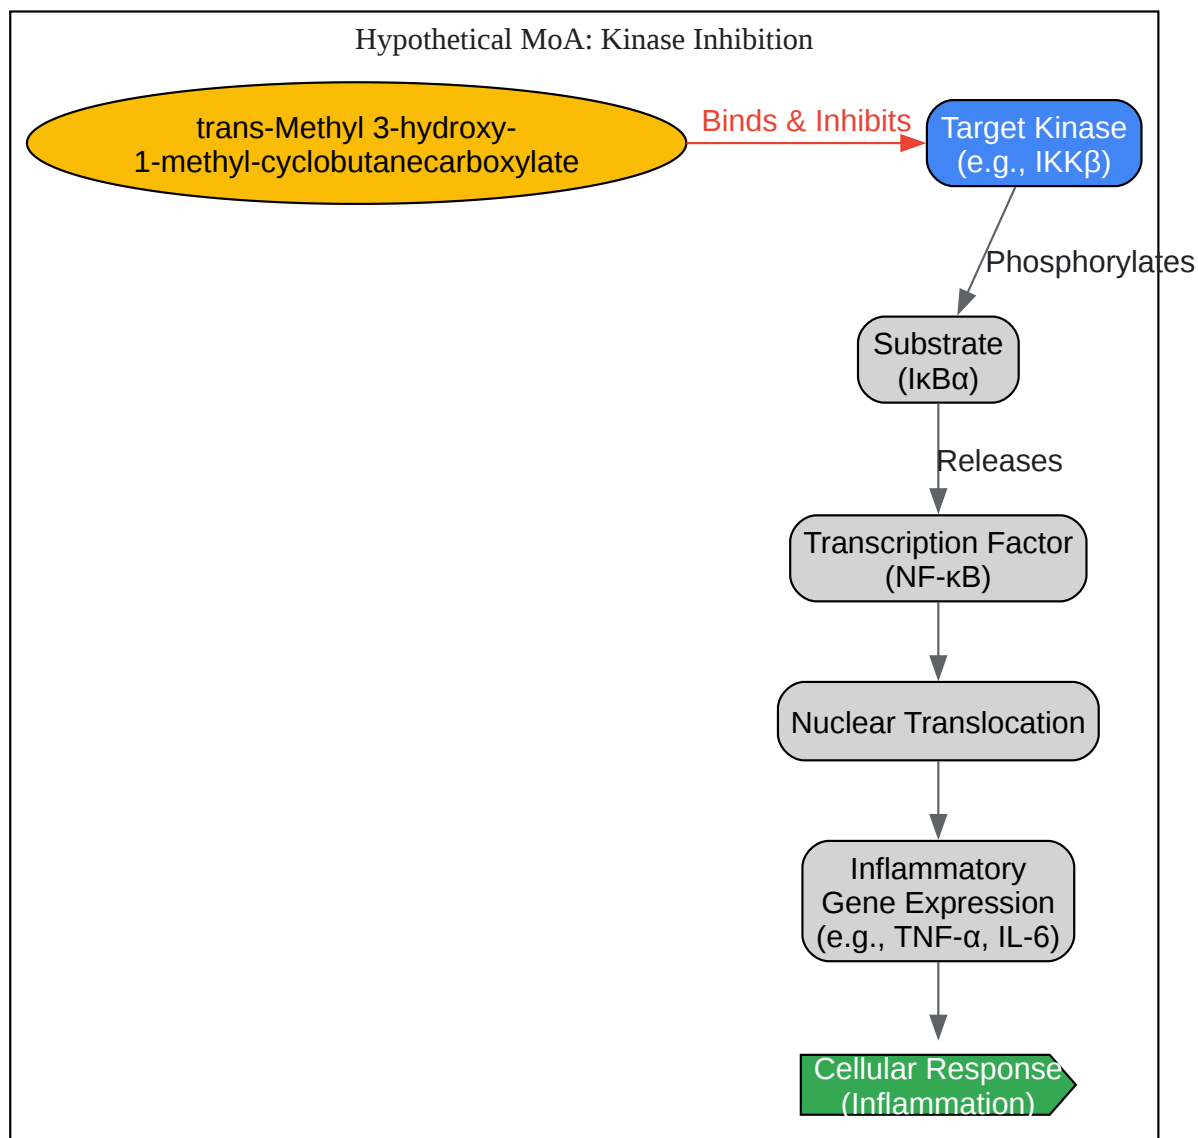 Hypothetical MoA: Kinase Inhibition
trans-Methyl 3-hydroxy-
1-methyl-cyclobutanecarboxylate
Binds & Inhibits
Target Kinase
(e.g., IKKβ)
Phosphorylates
Substrate
(IκBα)
Releases
Transcription Factor
(NF-κB)
Nuclear Translocation
Inflammatory
Gene Expression
(e.g., TNF-α, IL-6)
Cellular Response
(Inflammation)